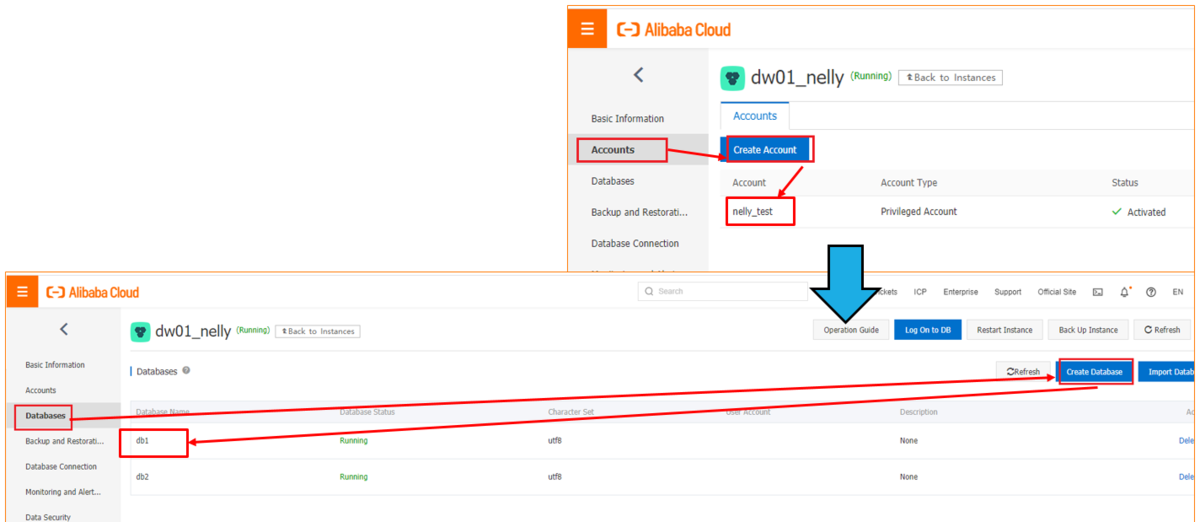 Alibaba Cloud
dw01_nelly (Running) Back to Instances
Basic Information
Accounts
Databases
Backup and Restorati...
Database Connection
Accounts
Create Account
Account Account Type Status
nelly_test Privileged Account Activated
Alibaba Cloud
Search
ICP Enterprise Support Official Site EN
dw01_nelly (Running) Back to Instances
Operation Guide Log On to DB Restart Instance Back Up Instance Refresh
Basic Information
Accounts
Databases
Backup and Restorati...
Database Connection
Monitoring and Alert...
Data Security
Databases
Refresh Create Database Import Datab
Database Name Database Status Character Set User Account Description
db1 Running utf8 None Dele
db2 Running utf8 None Dele